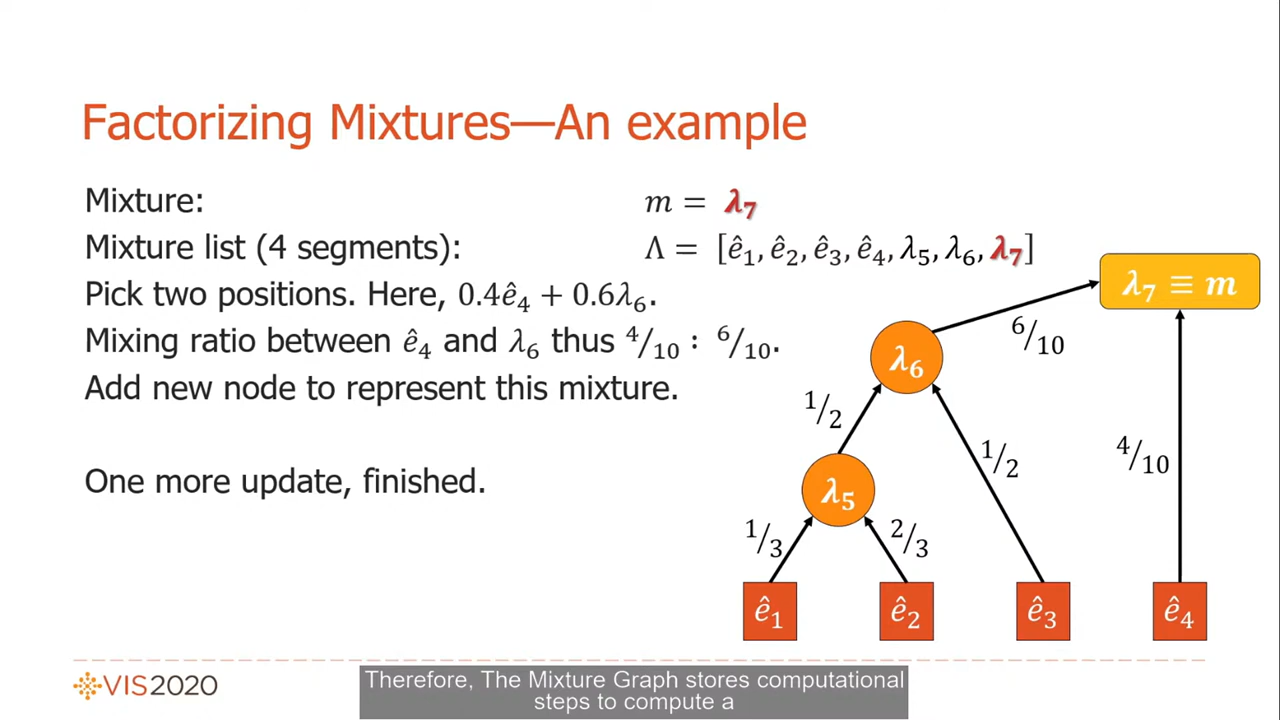 Factorizing Mixtures—An example
Mixture: m = λ₇
Mixture list (4 segments): Λ = [ê₁, ê₂, ê₃, ê₄, λ₅, λ₆, λ₇]
Pick two positions. Here, 0.4ê₄ + 0.6λ₆.
Mixing ratio between ê₄ and λ₆ thus 4/10 : 6/10.
Add new node to represent this mixture.
One more update, finished.
λ₇ ≡ m
6/10
λ₆
1/2
1/2
4/10
λ₅
1/3
2/3
ê₁
ê₂
ê₃
ê₄
VIS2020
Therefore, The Mixture Graph stores computational
steps to compute a